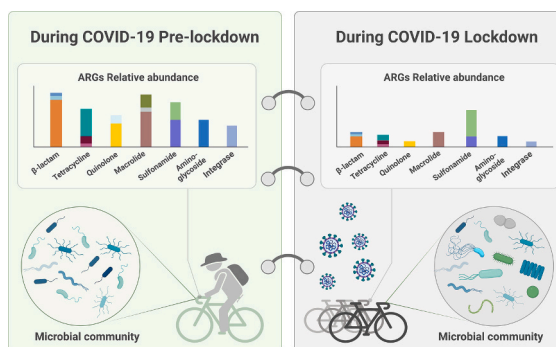 During COVID-19 Pre-lockdown
ARGs Relative abundance
β-lactam
Tetracycline
Quinolone
Macrolide
Sulfonamide
Amino-
glycoside
Integrase
Microbial community
During COVID-19 Lockdown
ARGs Relative abundance
β-lactam
Tetracycline
Quinolone
Macrolide
Sulfonamide
Amino-
glycoside
Integrase
Microbial community